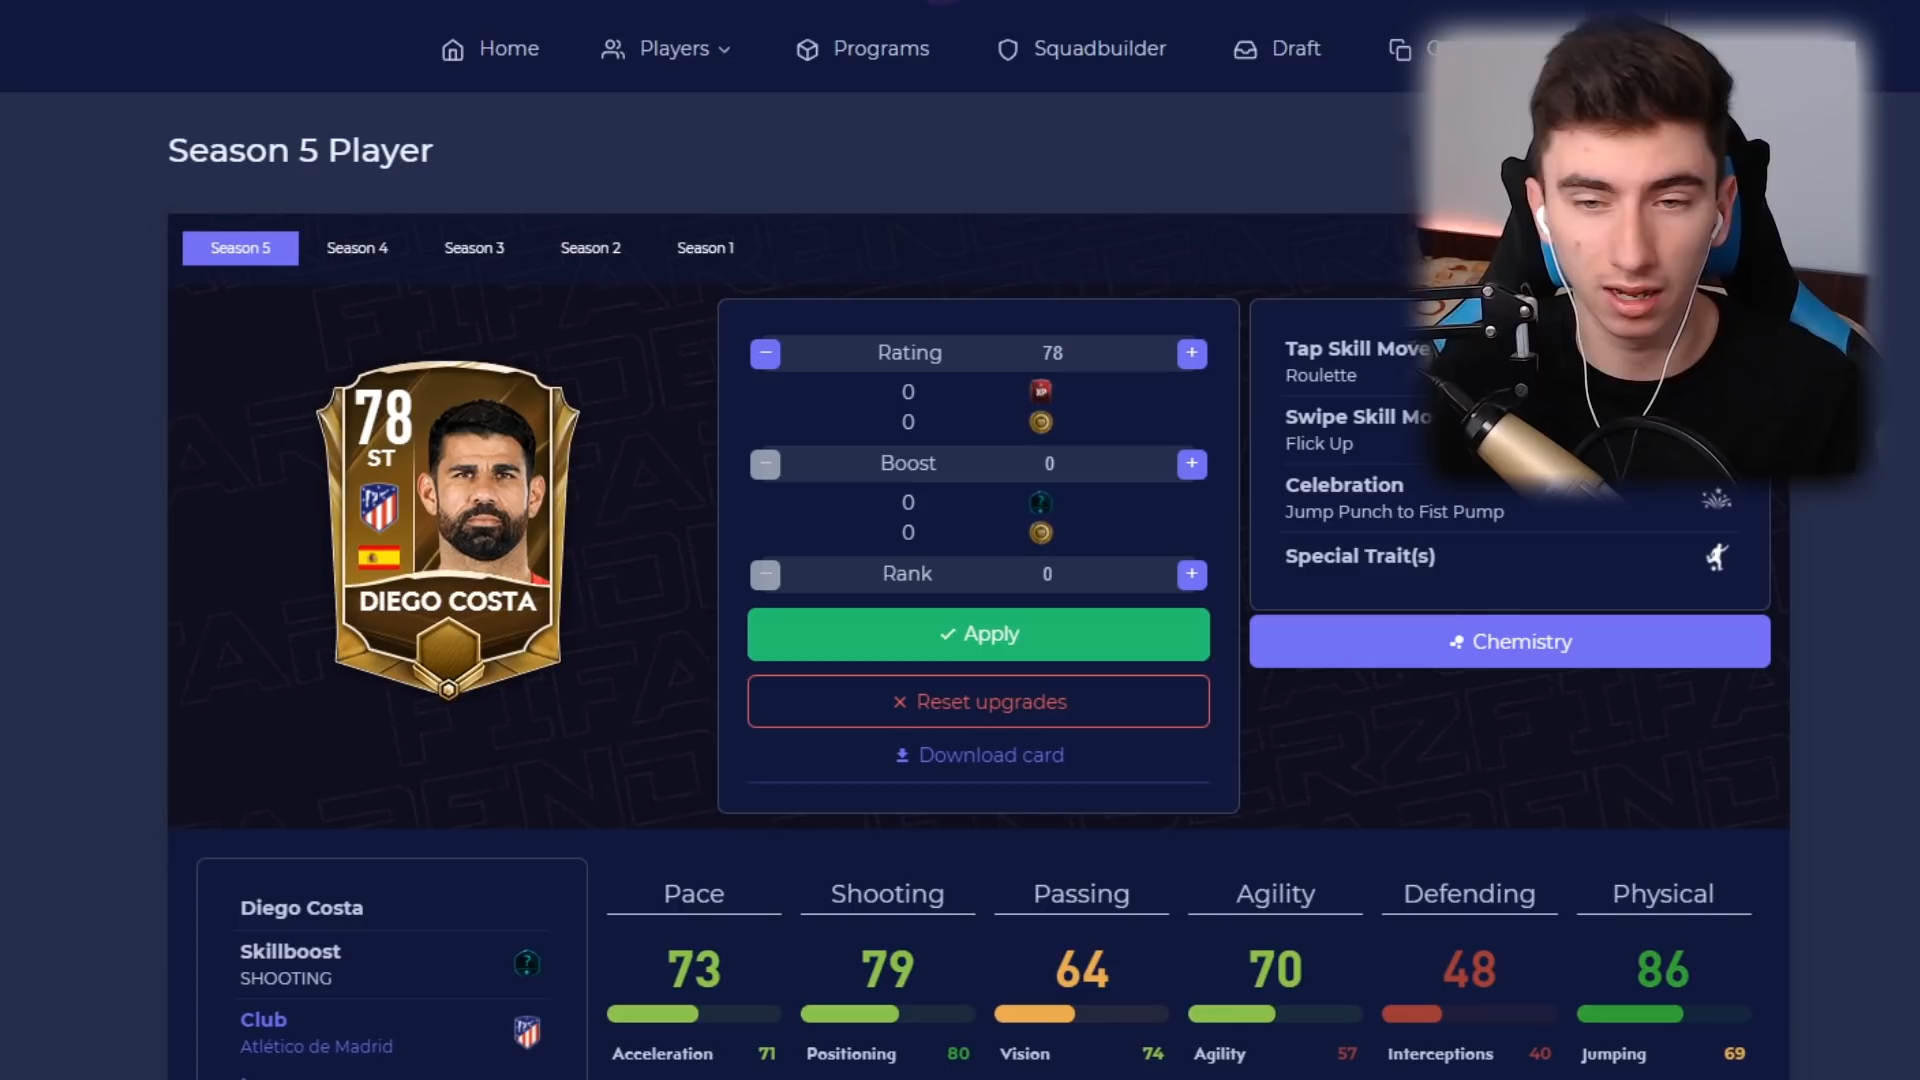 Home
Players
Programs
Squadbuilder
Draft
Season 5 Player
Season 5
Season 4
Season 3
Season 2
Season 1
78
ST
DIEGO COSTA
Rating 78
0 XP
0
Boost 0
0 ?
0
Rank 0
Apply
Reset upgrades
Download card
Tap Skill Move
Roulette
Swipe Skill Mo
Flick Up
Celebration
Jump Punch to Fist Pump
Special Trait(s)
Chemistry
Diego Costa
Skillboost
SHOOTING
?
Club
Atlético de Madrid
Pace
73
Acceleration 71
Shooting
79
Positioning 80
Passing
64
Vision 74
Agility
70
Agility 57
Defending
48
Interceptions 40
Physical
86
Jumping 69